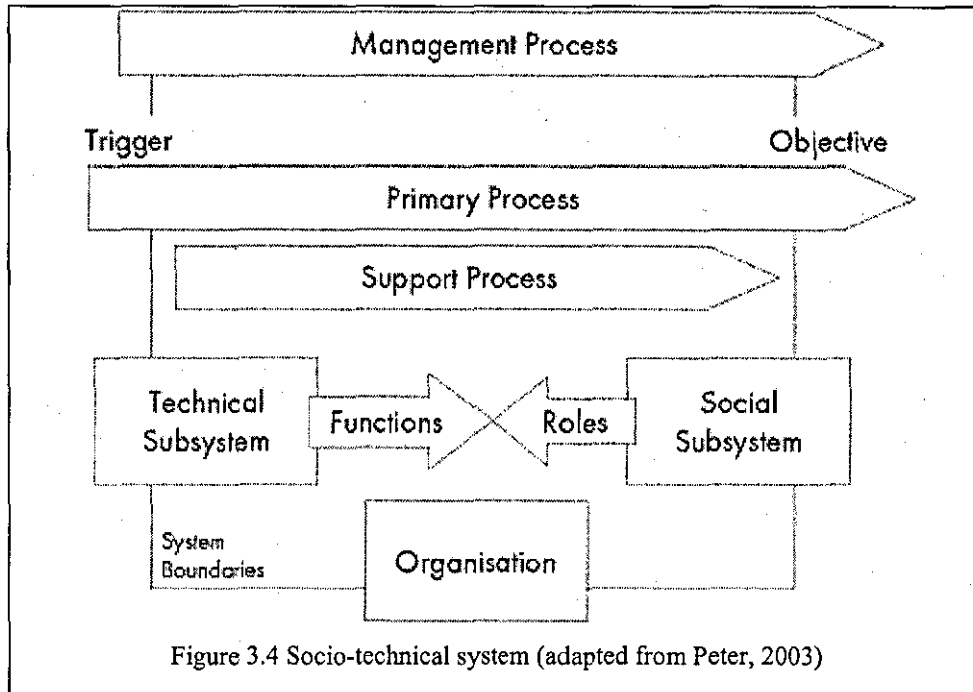 Management Process
Trigger
Objective
Primary Process
Support Process
Technical
Subsystem
Functions
Roles
Social
Subsystem
System
Boundaries
Organisation
Figure 3.4 Socio-technical system (adapted from Peter, 2003)